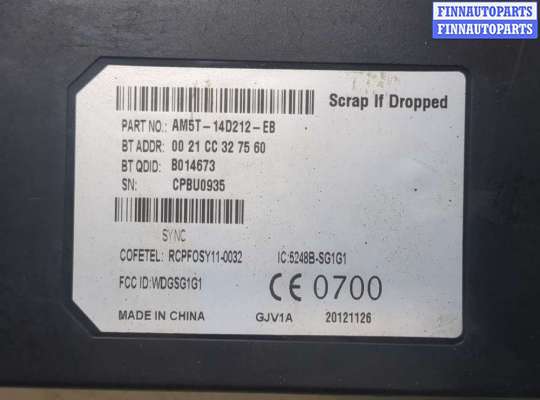 FINNAUTOPARTS
FINNAUTOPARTS
Scrap If Dropped
PART NO.: AM5T-14D212-EB
BT ADDR: 00 21 CC 32 75 60
BT QDID: B014673
SN: CPBU0935
SYNC
COFETEL: RCPFOSY11-0032 IC:5248B-SG1G1
FCC ID:WDGSG1G1 CE 0700
MADE IN CHINA GJV1A 20121126